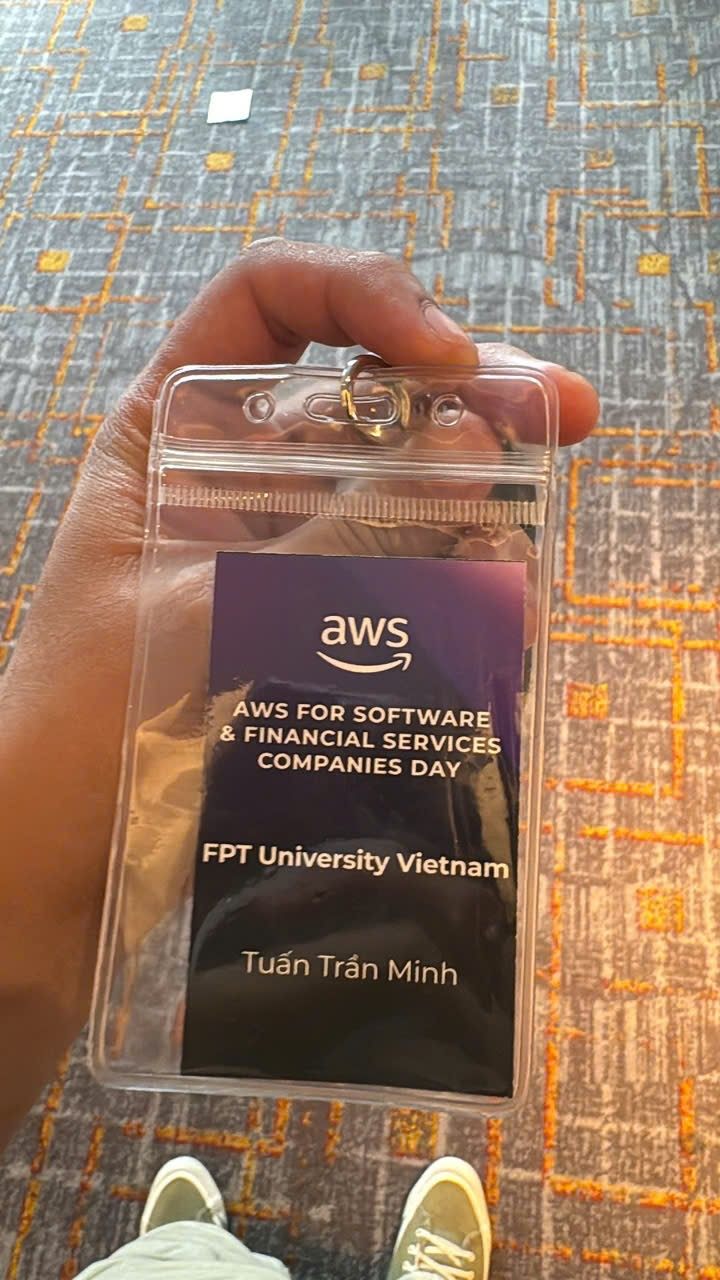 aws
AWS FOR SOFTWARE
& FINANCIAL SERVICES
COMPANIES DAY
FPT University Vietnam
Tuấn Trần Minh